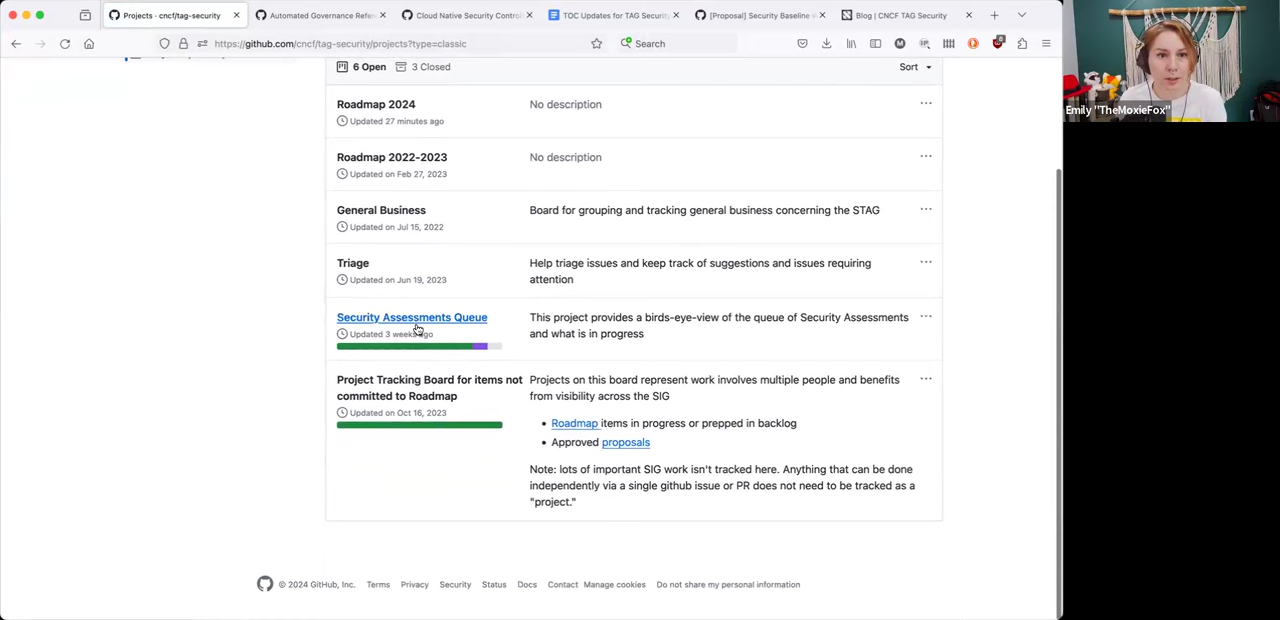 Projects · cncf/tag-security
Automated Governance Refer
Cloud Native Security Control
TOC Updates for TAG Security
[Proposal] Security Baseline
Blog | CNCF TAG Security
https://github.com/cncf/tag-security/projects?type=classic
Search
6 Open
3 Closed
Sort
Roadmap 2024
No description
Updated 27 minutes ago
Roadmap 2022-2023
No description
Updated on Feb 27, 2023
General Business
Board for grouping and tracking general business concerning the STAG
Updated on Jul 15, 2022
Triage
Help triage issues and keep track of suggestions and issues requiring
attention
Updated on Jun 19, 2023
Security Assessments Queue
This project provides a birds-eye-view of the queue of Security Assessments
and what is in progress
Updated 3 weeks ago
Project Tracking Board for items not
committed to Roadmap
Projects on this board represent work involves multiple people and benefits
from visibility across the SIG
Updated on Oct 16, 2023
• Roadmap items in progress or prepped in backlog
• Approved proposals
Note: lots of important SIG work isn't tracked here. Anything that can be done
independently via a single github issue or PR does not need to be tracked as a
"project."
© 2024 GitHub, Inc.
Terms
Privacy
Security
Status
Docs
Contact
Manage cookies
Do not share my personal information
Emily "TheMoxieFox"